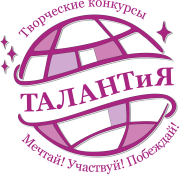 Творческие конкурсы
ТАЛАНТиЯ
Мечтай! Участвуй! Побеждай!